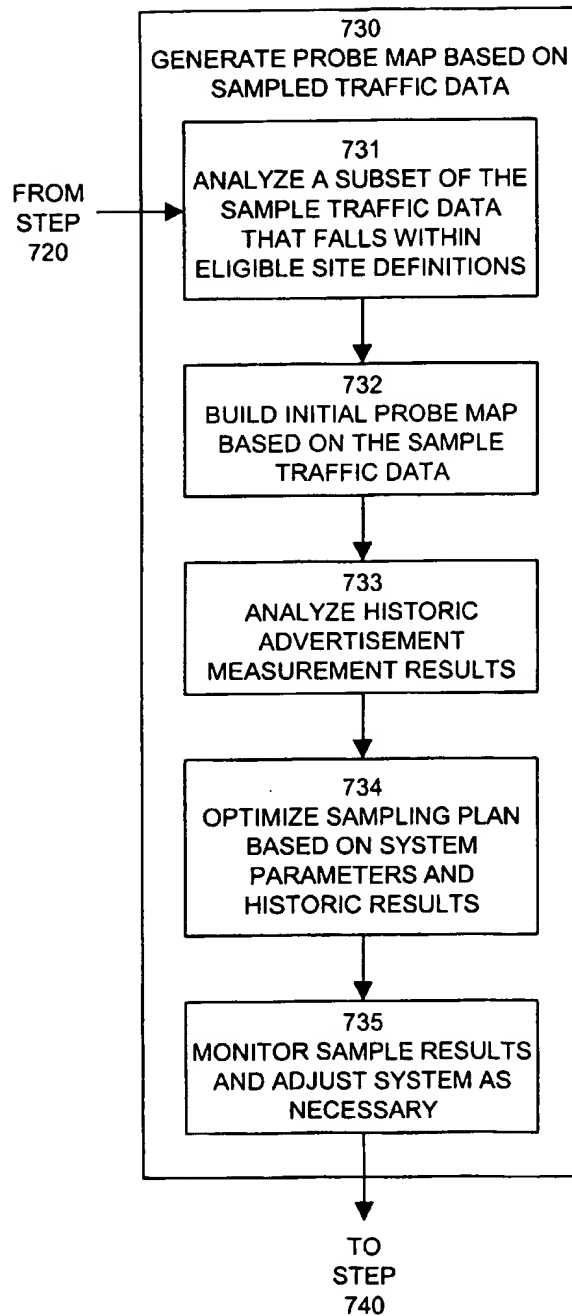 730
GENERATE PROBE MAP BASED ON
SAMPLED TRAFFIC DATA
731
ANALYZE A SUBSET OF THE
SAMPLE TRAFFIC DATA
THAT FALLS WITHIN
ELIGIBLE SITE DEFINITIONS
FROM
STEP
720
732
BUILD INITIAL PROBE MAP
BASED ON THE SAMPLE
TRAFFIC DATA
733
ANALYZE HISTORIC
ADVERTISEMENT
MEASUREMENT RESULTS
734
OPTIMIZE SAMPLING PLAN
BASED ON SYSTEM
PARAMETERS AND
HISTORIC RESULTS
735
MONITOR SAMPLE RESULTS
AND ADJUST SYSTEM AS
NECESSARY
TO
STEP
740